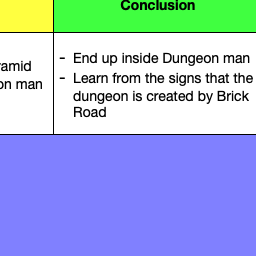 Conclusion
- End up inside Dungeon man
ramid
- Learn from the signs that the
on man
dungeon is created by Brick
Road